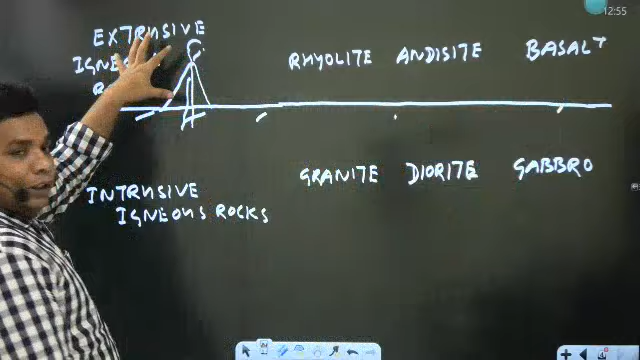 12:55
EXTRUSIVE
RHYOLITE ANDISITE BASALT
INTRUSIVE
IGNEOUS ROCKS
GRANITE DIORITE GABBRO